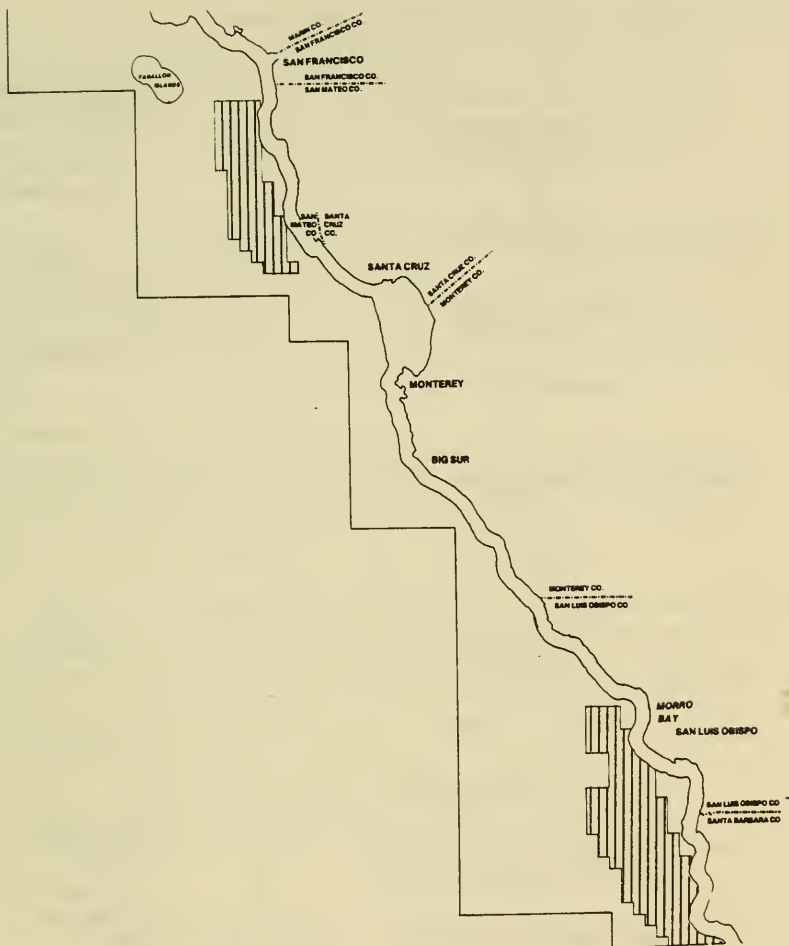 MARIN CO.
SAN FRANCISCO CO.
SAN FRANCISCO
FARALLON
ISLANDS
SAN FRANCISCO CO.
SAN MATEO CO.
SAN
MATEO
CO
SANTA
CRUZ
CO.
SANTA CRUZ
SANTA CRUZ CO.
MONTEREY CO.
MONTEREY
BIG SUR
MONTEREY CO.
SAN LUIS OBISPO CO
MORRO
BAY
SAN LUIS OBISPO
SAN LUIS OBISPO CO
SANTA BARBARA CO